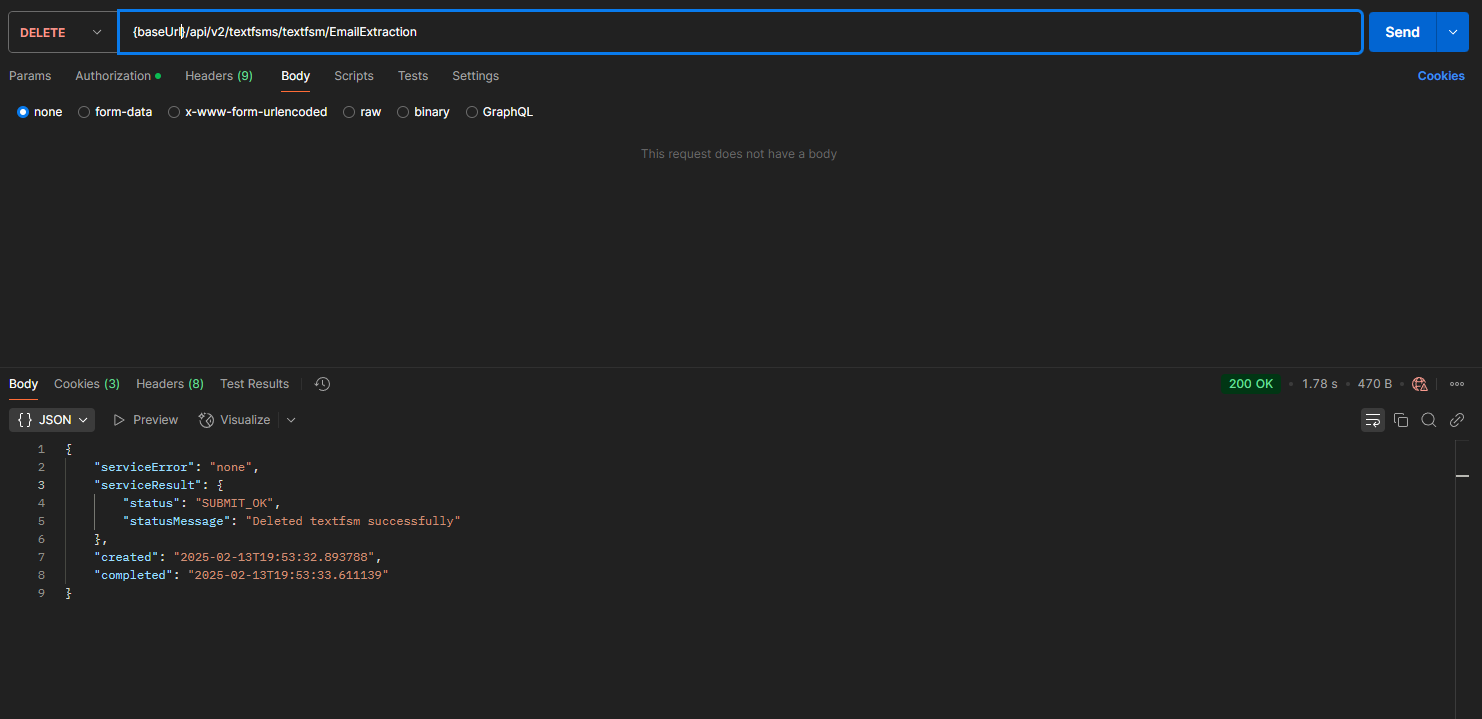 DELETE {baseUrl}/api/v2/textfsms/textfsm/EmailExtraction Send
Params Authorization Headers (9) Body Scripts Tests Settings Cookies
none form-data x-www-form-urlencoded raw binary GraphQL
This request does not have a body
Body Cookies (3) Headers (8) Test Results 200 OK 1.78 s 470 B
{} JSON Preview Visualize
1 {
2 "serviceError": "none",
3 "serviceResult": {
4 "status": "SUBMIT_OK",
5 "statusMessage": "Deleted textfsm successfully"
6 },
7 "created": "2025-02-13T19:53:32.893788",
8 "completed": "2025-02-13T19:53:33.611139"
9 }